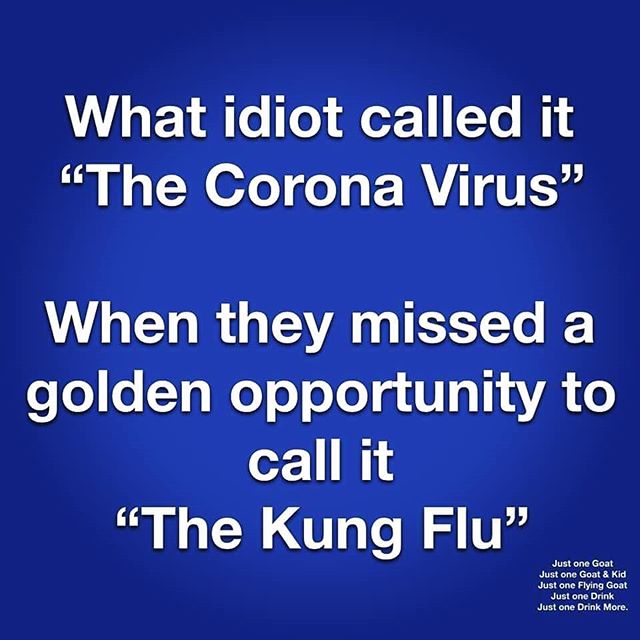 What idiot called it
“The Corona Virus”
When they missed a
golden opportunity to
call it
“The Kung Flu”
Just one Goat
Just one Goat & Kid
Just one Flying Goat
Just one Drink
Just one Drink More.